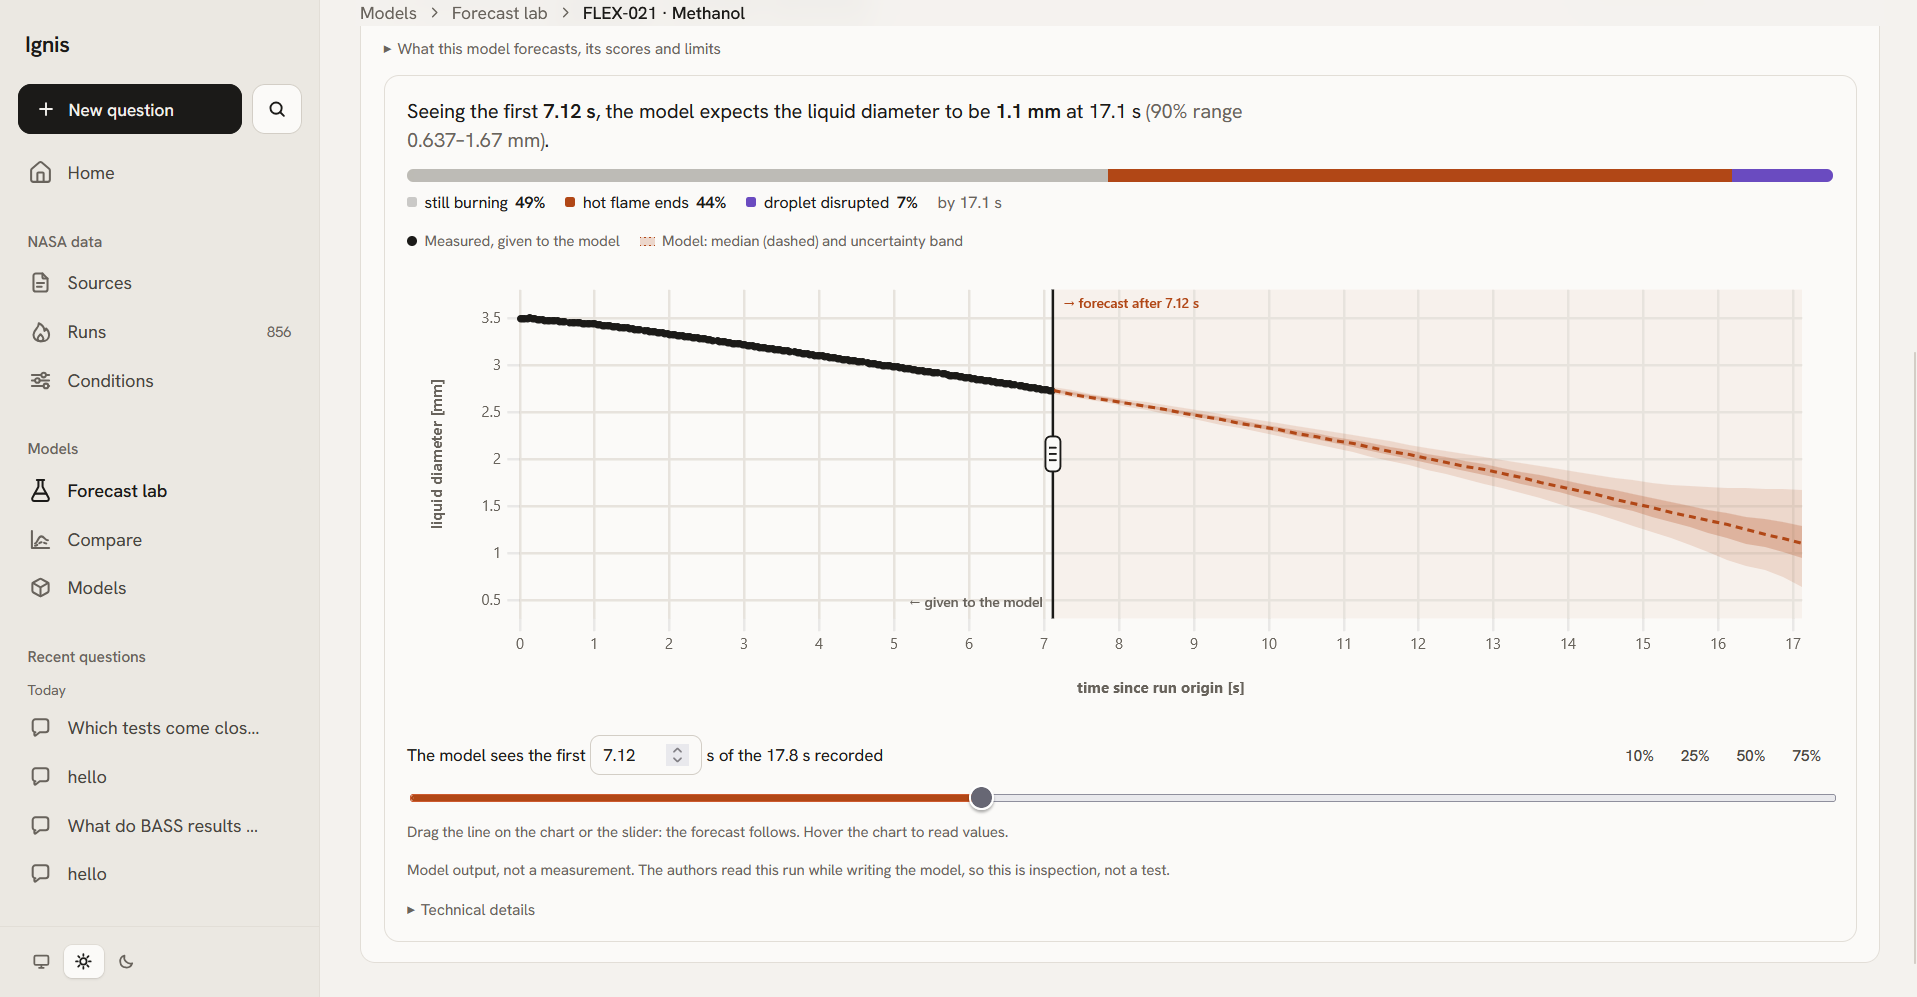 Ignis
New question
Home
NASA data
Sources
Runs 856
Conditions
Models
Forecast lab
Compare
Models
Recent questions
Today
Which tests come clos...
hello
What do BASS results ...
hello
Models > Forecast lab > FLEX-021 · Methanol
What this model forecasts, its scores and limits
Seeing the first 7.12 s, the model expects the liquid diameter to be 1.1 mm at 17.1 s (90% range
0.637–1.67 mm).
still burning 49% hot flame ends 44% droplet disrupted 7% by 17.1 s
Measured, given to the model Model: median (dashed) and uncertainty band
→ forecast after 7.12 s
3.5
3
2.5
2
1.5
1
0.5
liquid diameter [mm]
← given to the model
0 1 2 3 4 5 6 7 8 9 10 11 12 13 14 15 16 17
time since run origin [s]
The model sees the first 7.12 s of the 17.8 s recorded 10% 25% 50% 75%
Drag the line on the chart or the slider: the forecast follows. Hover the chart to read values.
Model output, not a measurement. The authors read this run while writing the model, so this is inspection, not a test.
Technical details